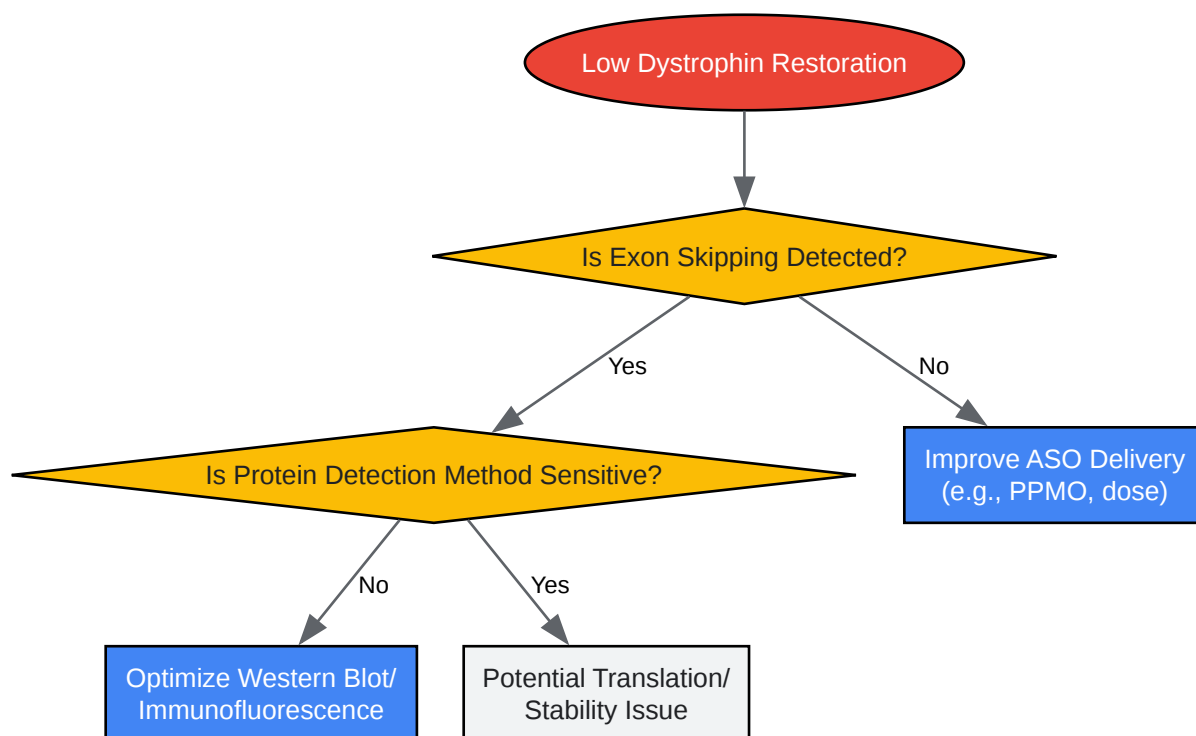 Low Dystrophin Restoration
Is Exon Skipping Detected?
Yes
No
Is Protein Detection Method Sensitive?
Improve ASO Delivery
(e.g., PPMO, dose)
No
Yes
Optimize Western Blot/
Immunofluorescence
Potential Translation/
Stability Issue